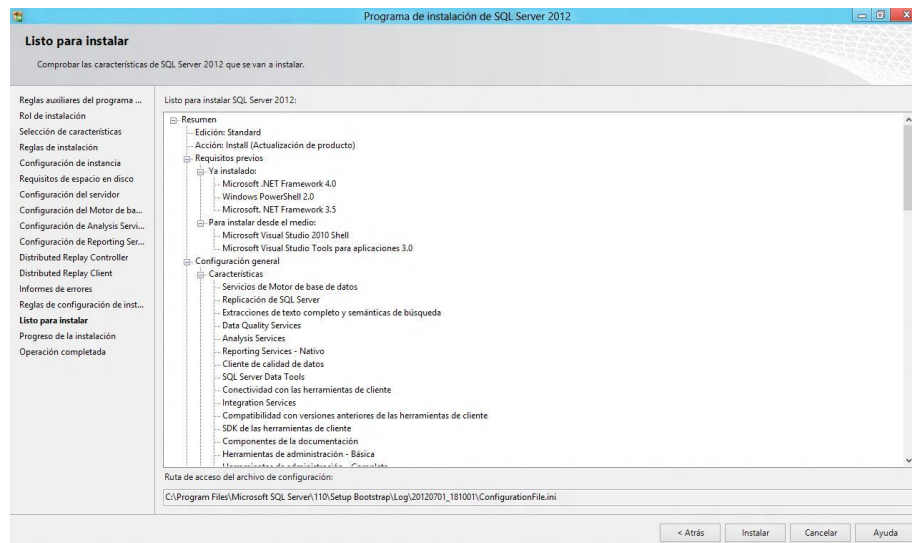 Programa de instalación de SQL Server 2012
Listo para instalar
Comprobar las características de SQL Server 2012 que se van a instalar.
Reglas auxiliares del programa ...
Rol de instalación
Selección de características
Reglas de instalación
Configuración de instancia
Requisitos de espacio en disco
Configuración del servidor
Configuración del Motor de ba...
Configuración de Analysis Servi...
Configuración de Reporting Ser...
Distributed Replay Controller
Distributed Replay Client
Informes de errores
Reglas de configuración de inst...
Listo para instalar
Progreso de la instalación
Operación completada
Listo para instalar SQL Server 2012:
Resumen
Edición: Standard
Acción: Install (Actualización de producto)
Requisitos previos
Ya instalado:
Microsoft .NET Framework 4.0
Windows PowerShell 2.0
Microsoft. NET Framework 3.5
Para instalar desde el medio:
Microsoft Visual Studio 2010 Shell
Microsoft Visual Studio Tools para aplicaciones 3.0
Configuración general
Características
Servicios de Motor de base de datos
Replicación de SQL Server
Extracciones de texto completo y semánticas de búsqueda
Data Quality Services
Analysis Services
Reporting Services - Nativo
Cliente de calidad de datos
SQL Server Data Tools
Conectividad con las herramientas de cliente
Integration Services
Compatibilidad con versiones anteriores de las herramientas de cliente
SDK de las herramientas de cliente
Componentes de la documentación
Herramientas de administración - Básica
Herramientas de administración - Completa
Ruta de acceso del archivo de configuración:
C:\Program Files\Microsoft SQL Server\110\Setup Bootstrap\Log\20120701_181001\ConfigurationFile.ini
< Atrás
Instalar
Cancelar
Ayuda